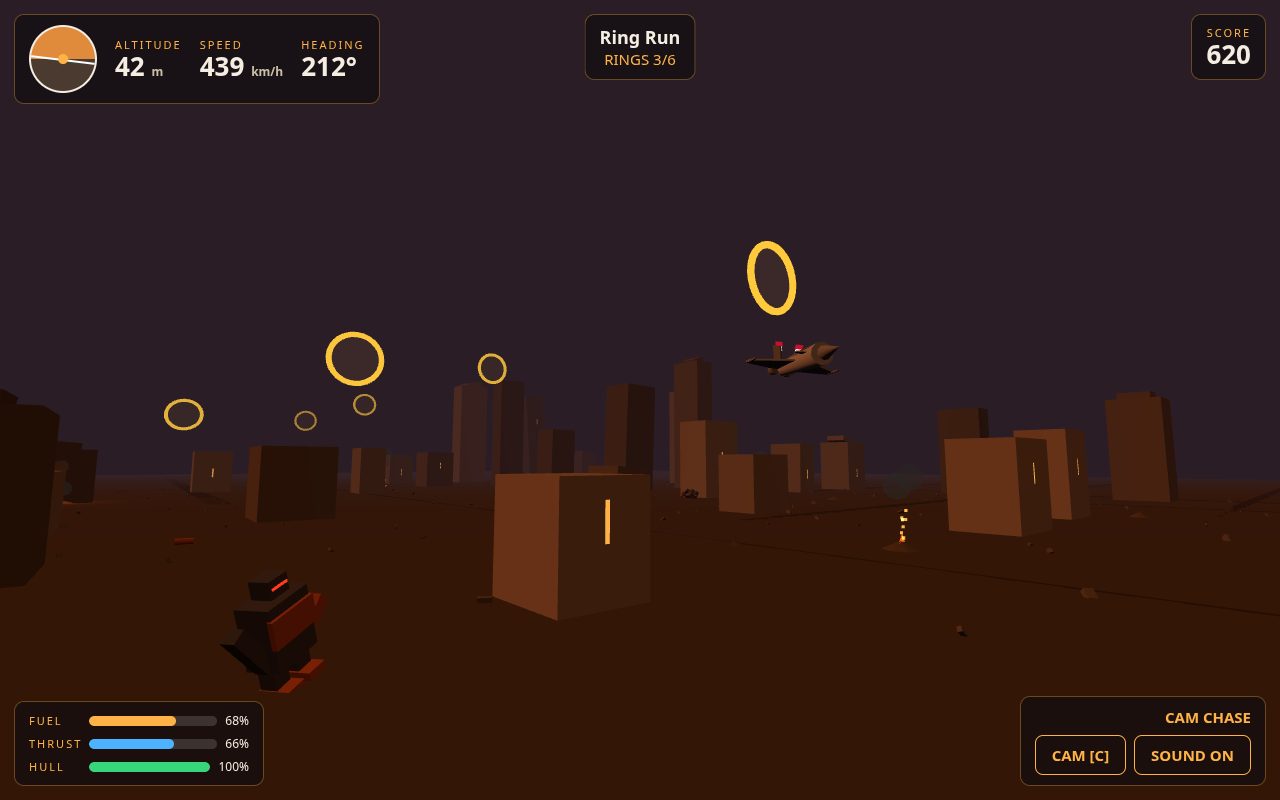 ALTITUDE SPEED HEADING
42 m 439 km/h 212°
Ring Run
RINGS 3/6
SCORE
620
FUEL 68%
THRUST 66%
HULL 100%
CAM CHASE
CAM [C] SOUND ON